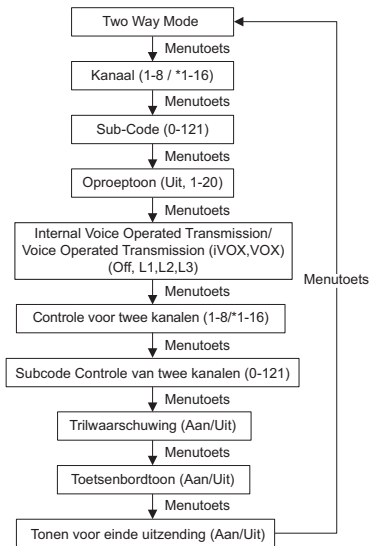 Two Way Mode
Menutoets
Kanaal (1-8 / *1-16)
Menutoets
Sub-Code (0-121)
Menutoets
Oproeptoon (Uit, 1-20)
Menutoets
Internal Voice Operated Transmission/
Voice Operated Transmission (iVOX,VOX)
(Off, L1,L2,L3)
Menutoets
Menutoets
Controle voor twee kanalen (1-8/*1-16)
Menutoets
Subcode Controle van twee kanalen (0-121)
Menutoets
Trilwaarschuwing (Aan/Uit)
Menutoets
Toetsenbordtoon (Aan/Uit)
Menutoets
Tonen voor einde uitzending (Aan/Uit)